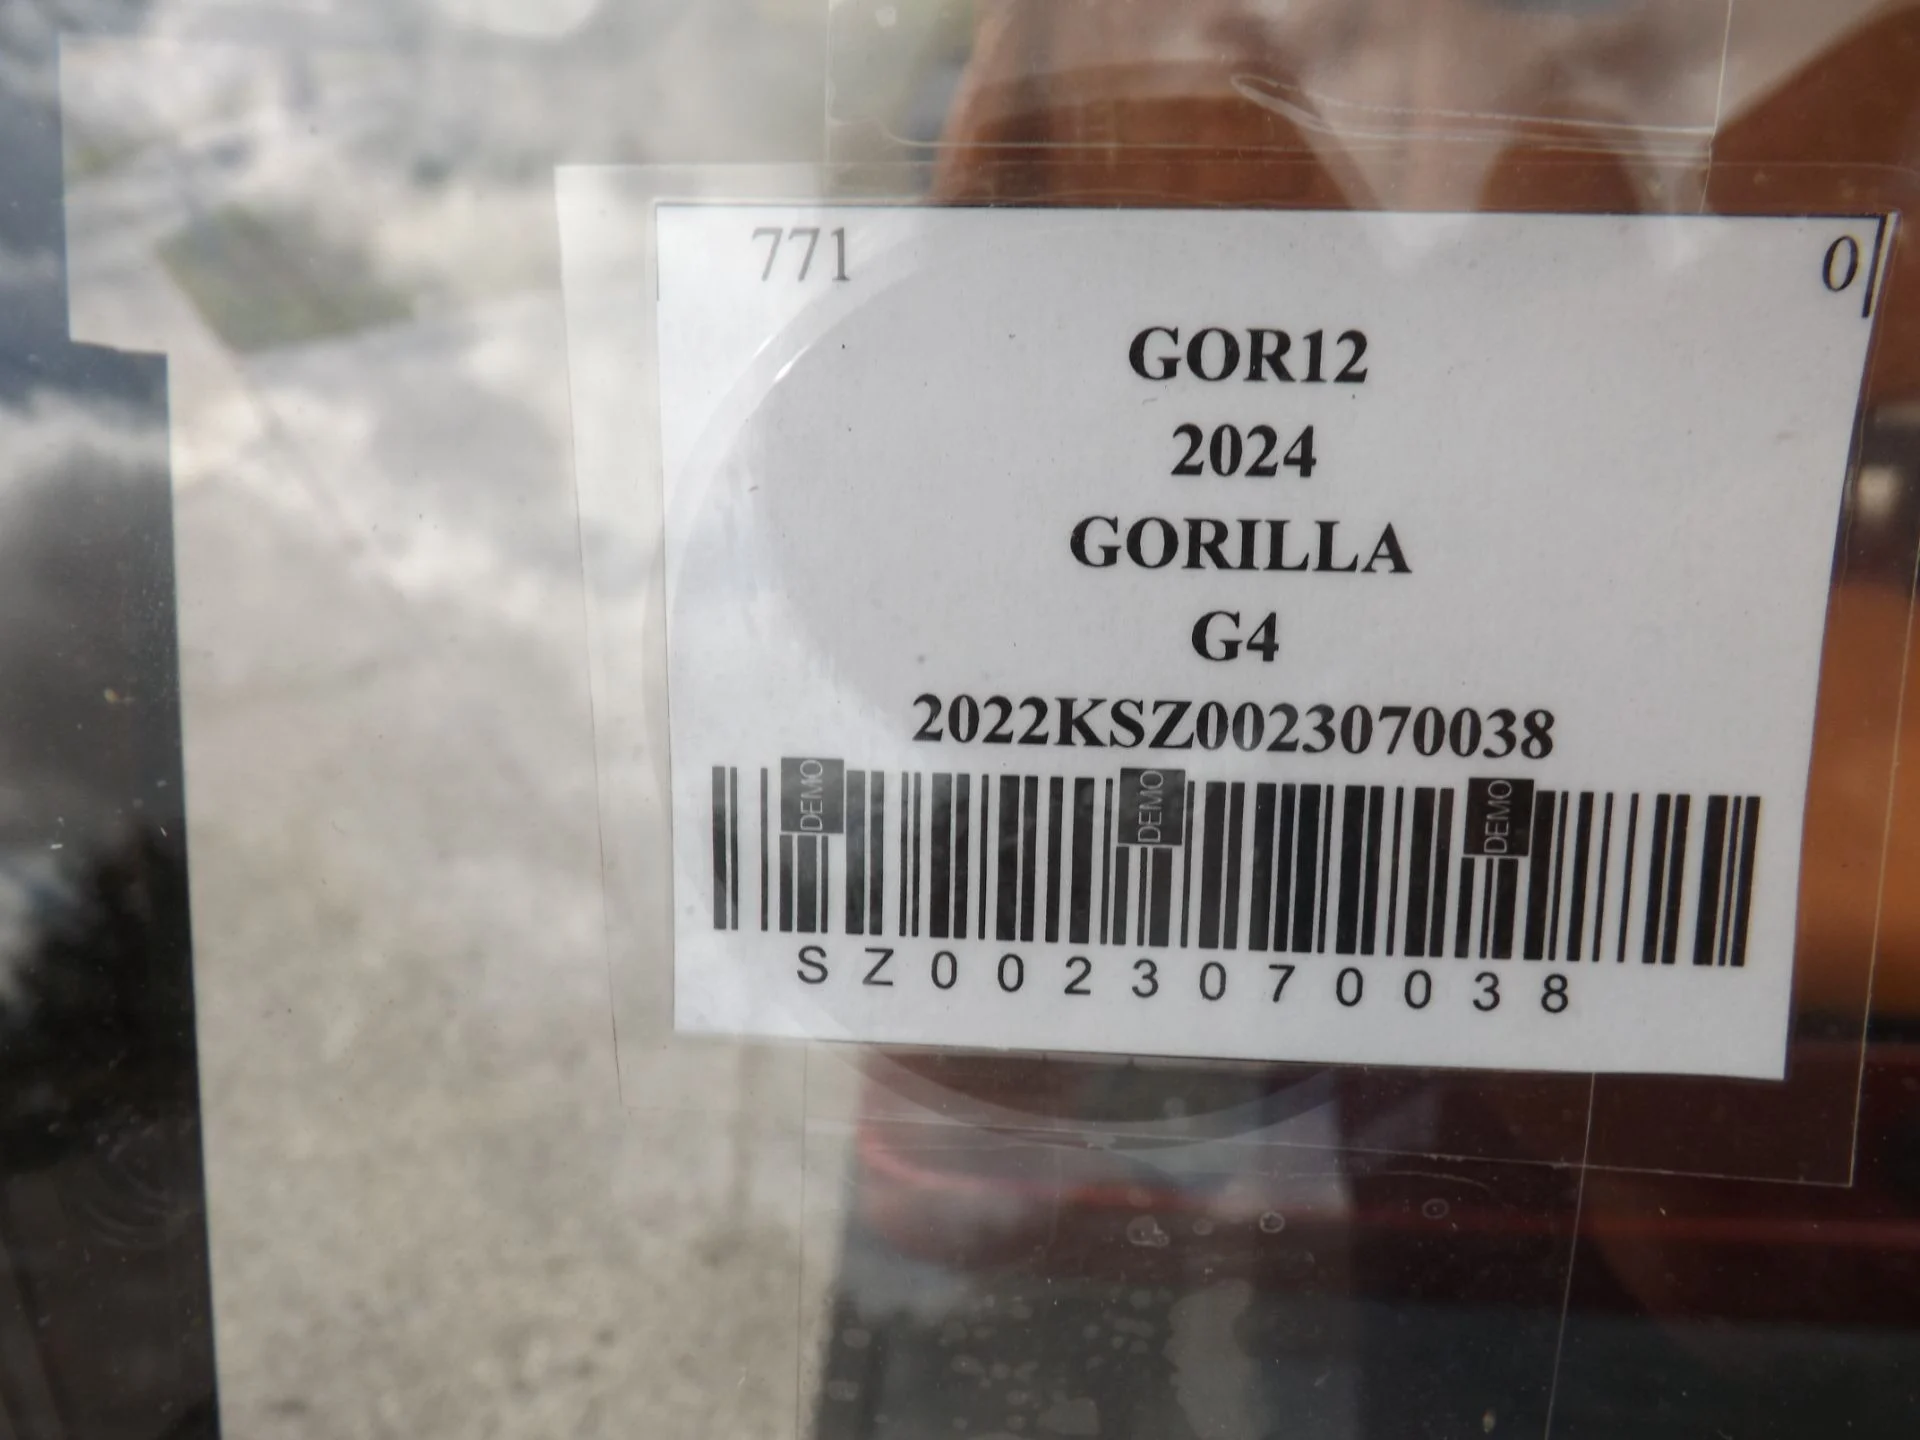 771 0
GOR12
2024
GORILLA
G4
2022KSZ0023070038
DEMO DEMO DEMO
SZ0023070038